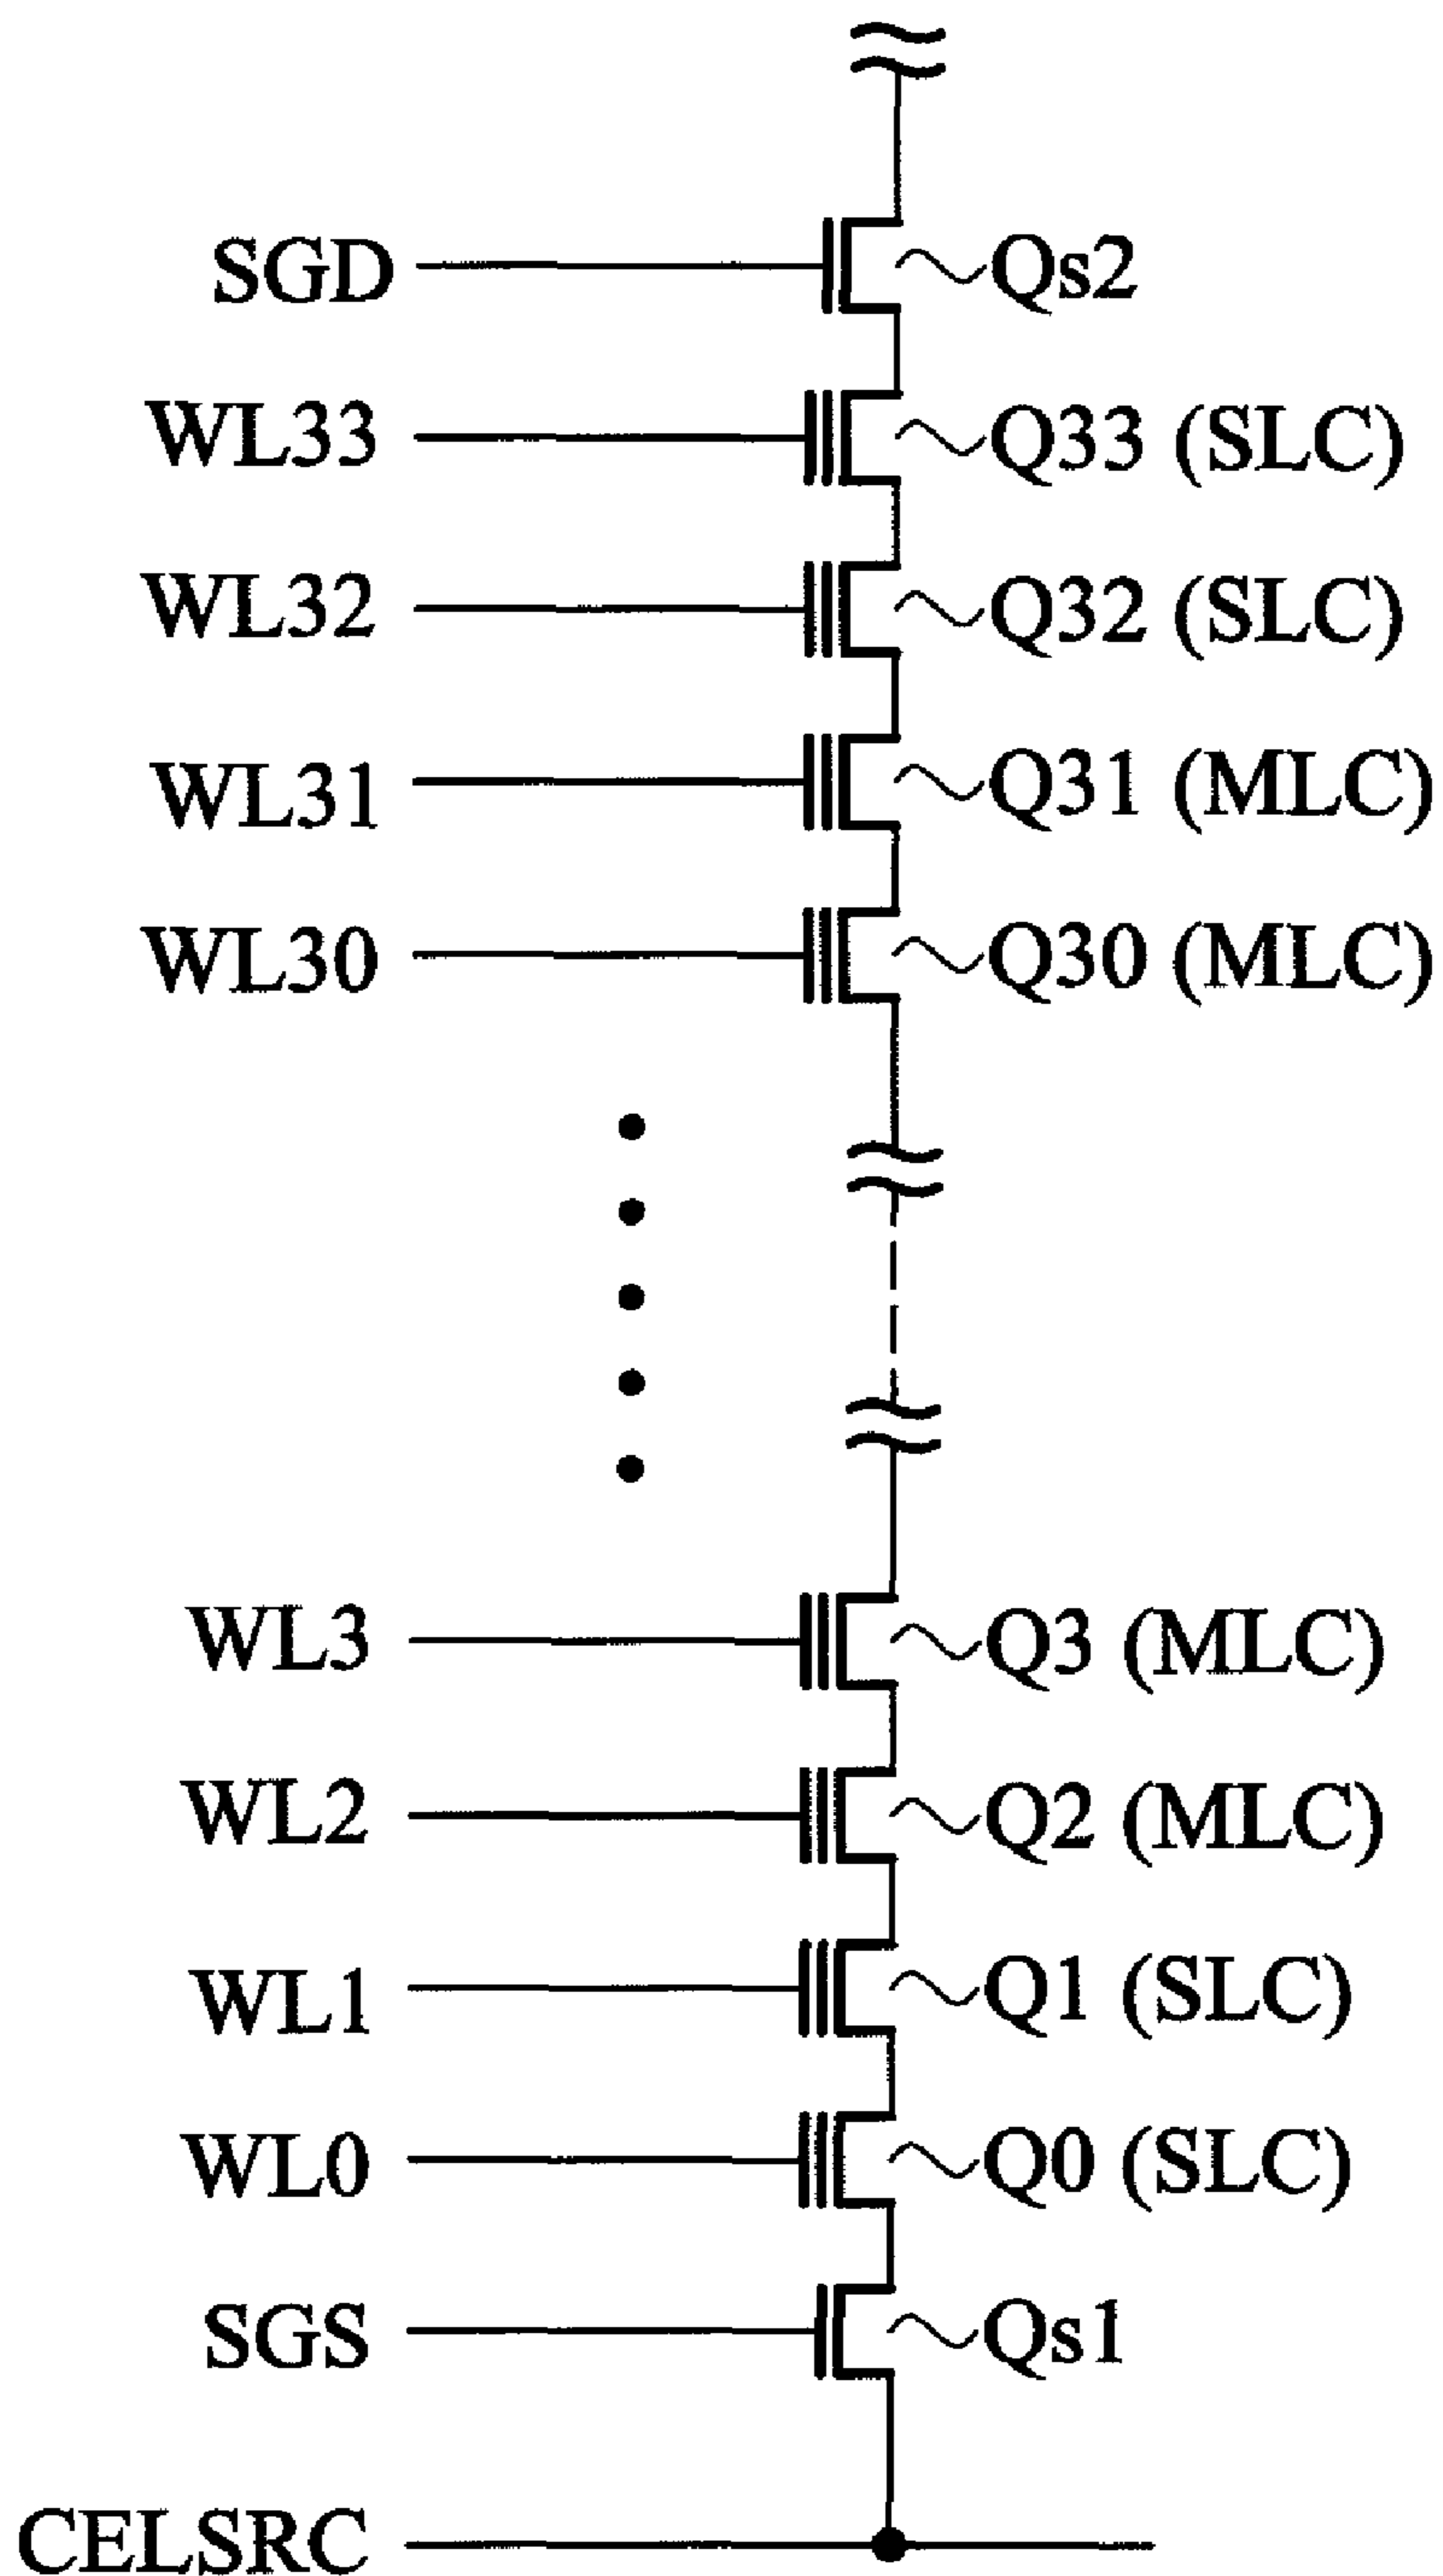 SGD Qs2
WL33 Q33 (SLC)
WL32 Q32 (SLC)
WL31 Q31 (MLC)
WL30 Q30 (MLC)
WL3 Q3 (MLC)
WL2 Q2 (MLC)
WL1 Q1 (SLC)
WL0 Q0 (SLC)
SGS Qs1
CELSRC